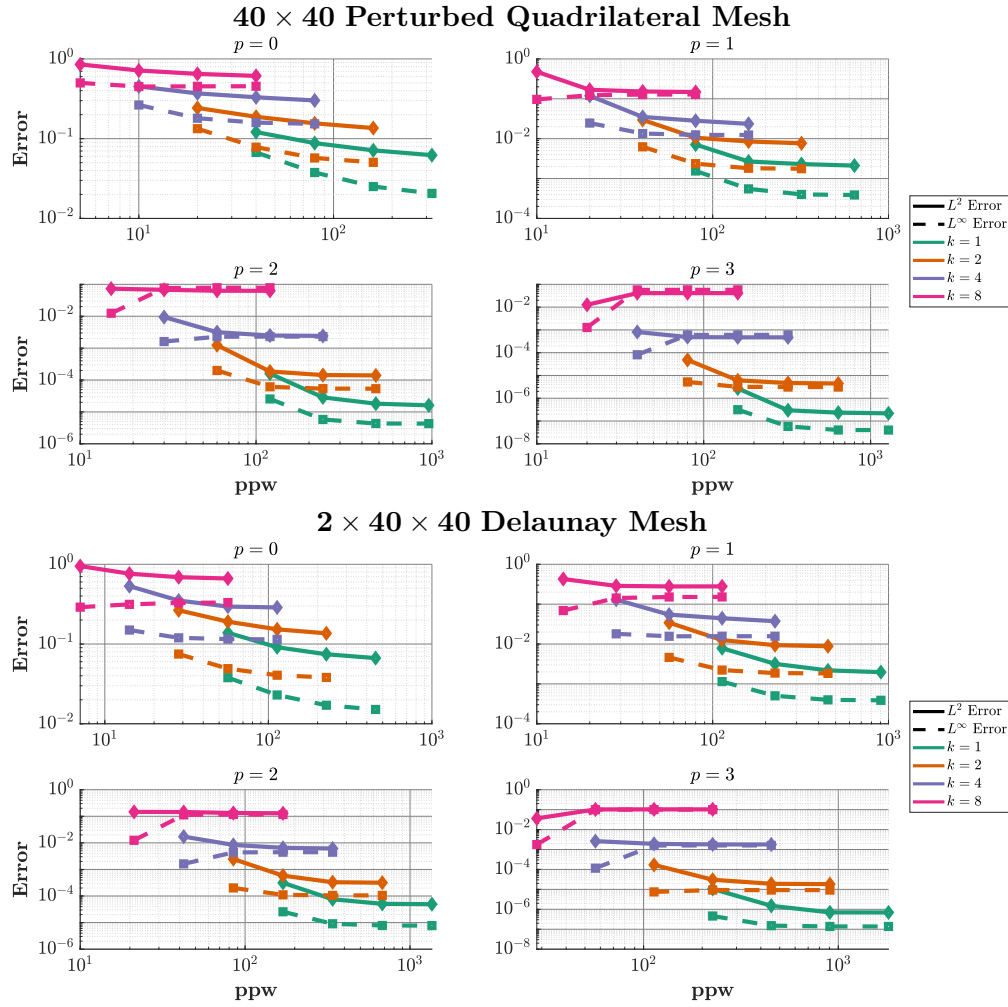 40 × 40 Perturbed Quadrilateral Mesh
p = 0
p = 1
10^0
10^-1
10^-2
Error
10^1
10^2
10^0
10^-2
10^-4
10^1
10^2
10^3
L^2 Error
L^∞ Error
k = 1
k = 2
k = 4
k = 8
p = 2
p = 3
10^-2
10^-4
10^-6
Error
10^1
10^2
10^3
ppw
10^-2
10^-4
10^-6
10^-8
10^1
10^2
10^3
ppw
2 × 40 × 40 Delaunay Mesh
p = 0
p = 1
10^0
10^-1
10^-2
Error
10^1
10^2
10^3
10^0
10^-2
10^-4
10^1
10^2
10^3
L^2 Error
L^∞ Error
k = 1
k = 2
k = 4
k = 8
p = 2
p = 3
10^0
10^-2
10^-4
10^-6
Error
10^2
10^3
ppw
10^0
10^-2
10^-4
10^-6
10^-8
10^2
10^3
ppw